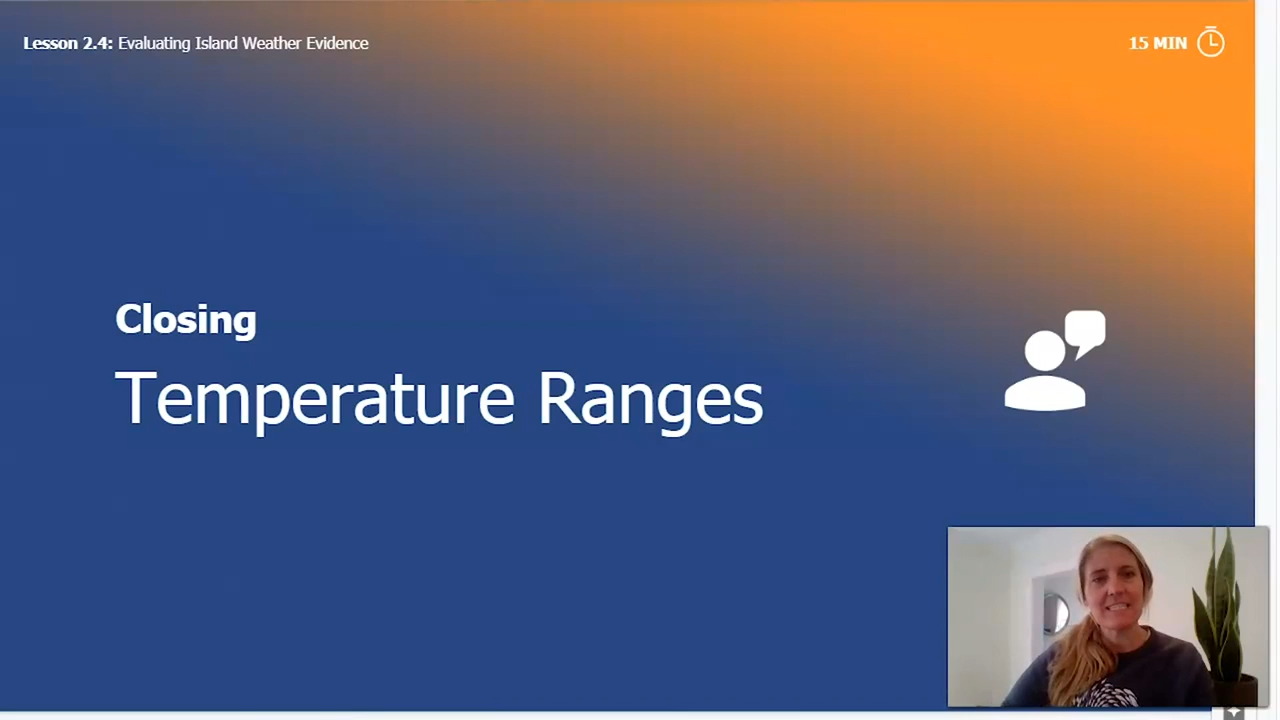 Lesson 2.4: Evaluating Island Weather Evidence
15 MIN
Closing
Temperature Ranges